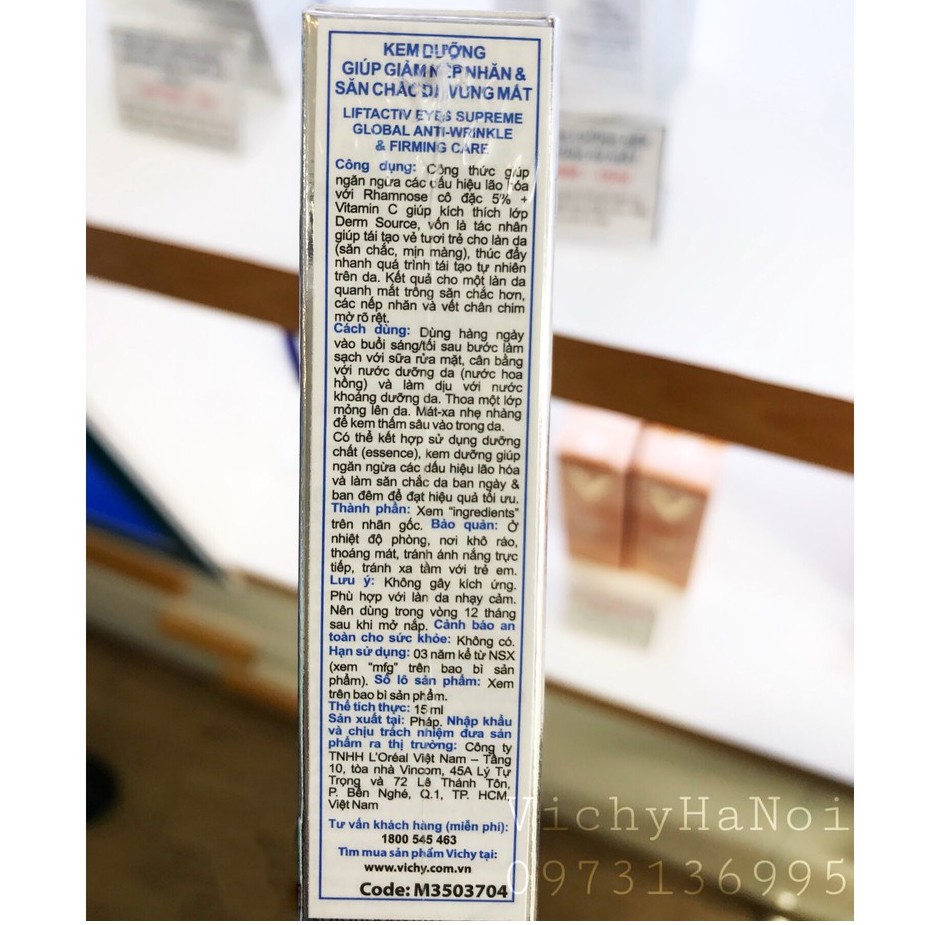 KEM DƯỠNG
GIÚP GIẢM NẾP NHĂN &
SĂN CHẮC DA VÙNG MẮT
LIFTACTIV EYES SUPREME
GLOBAL ANTI-WRINKLE
& FIRMING CARE
Công dụng: Công thức giúp
ngăn ngừa các dấu hiệu lão hóa
với Rhamnose cô đặc 5% +
Vitamin C giúp kích thích lớp
Derm Source, vốn là tác nhân
giúp tái tạo vẻ tươi trẻ cho làn da
(săn chắc, mịn màng), thúc đẩy
nhanh quá trình tái tạo tự nhiên
trên da. Kết quả cho một làn da
quanh mắt trông săn chắc hơn,
các nếp nhăn và vết chân chim
mờ rõ rệt.
Cách dùng: Dùng hàng ngày
vào buổi sáng/tối sau bước làm
sạch với sữa rửa mặt, cân bằng
với nước dưỡng da (nước hoa
hồng) và làm dịu với nước
khoáng dưỡng da. Thoa một lớp
mỏng lên da. Mát-xa nhẹ nhàng
để kem thấm sâu vào trong da.
Có thể kết hợp sử dụng dưỡng
chất (essence), kem dưỡng giúp
ngăn ngừa các dấu hiệu lão hóa
và làm săn chắc da ban ngày &
ban đêm để đạt hiệu quả tối ưu.
Thành phần: Xem "ingredients"
trên nhãn gốc. Bảo quản: Ở
nhiệt độ phòng, nơi khô ráo,
thoáng mát, tránh ánh nắng trực
tiếp, tránh xa tầm với trẻ em.
Lưu ý: Không gây kích ứng.
Phù hợp với làn da nhạy cảm.
Nên dùng trong vòng 12 tháng
sau khi mở nắp. Cảnh báo an
toàn cho sức khỏe: Không có.
Hạn sử dụng: 03 năm kể từ NSX
(xem "mfg" trên bao bì sản
phẩm). Số lô sản phẩm: Xem
trên bao bì sản phẩm.
Thể tích thực: 15 ml
Sản xuất tại: Pháp. Nhập khẩu
và chịu trách nhiệm đưa sản
phẩm ra thị trường: Công ty
TNHH L'Oréal Việt Nam – Tầng
10, tòa nhà Vincom, 45A Lý Tự
Trọng và 72 Lê Thánh Tôn,
P. Bến Nghé, Q.1, TP. HCM,
Việt Nam
Tư vấn khách hàng (miễn phí):
1800 545 463
Tìm mua sản phẩm Vichy tại:
www.vichy.com.vn
Code: M3503704
VichyHaNoi
0973136995